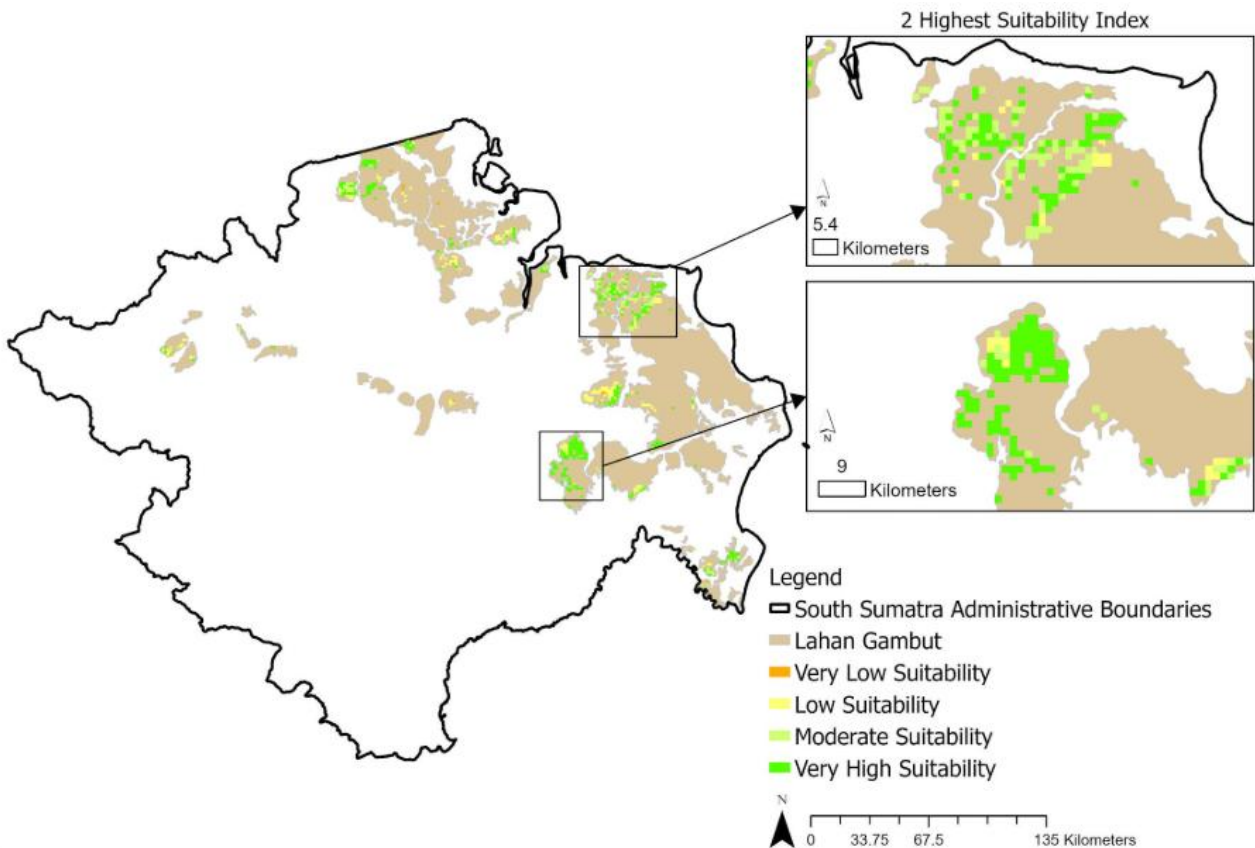 2 Highest Suitability Index
N
5.4
Kilometers
N
9
Kilometers
Legend
South Sumatra Administrative Boundaries
Lahan Gambut
Very Low Suitability
Low Suitability
Moderate Suitability
Very High Suitability
N
0 33.75 67.5 135 Kilometers